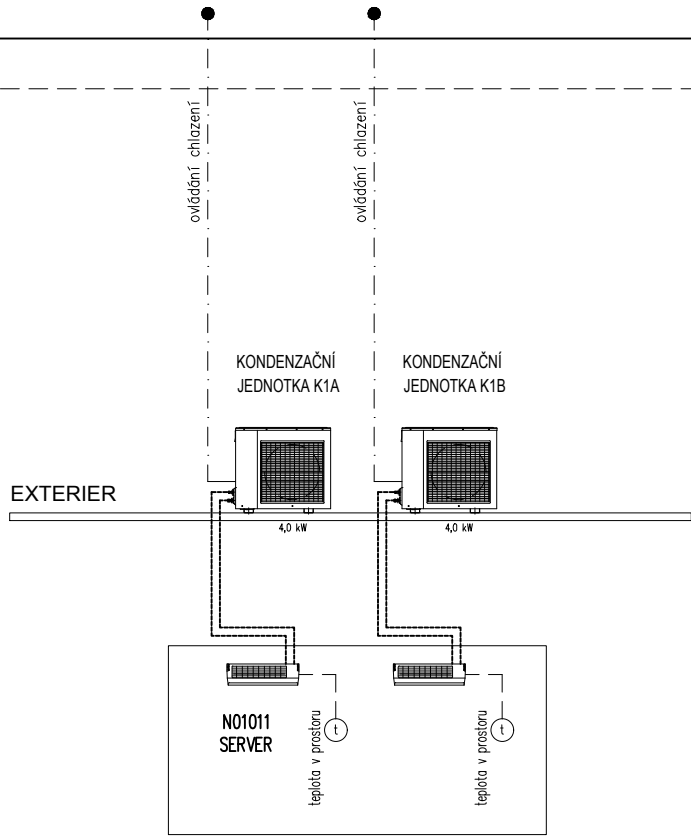 ovládání chlazení
ovládání chlazení
KONDENZAČNÍ
JEDNOTKA K1A
KONDENZAČNÍ
JEDNOTKA K1B
EXTERIER
4,0 kW
4,0 kW
N01011
SERVER
teplota v prostoru
t
teplota v prostoru
t